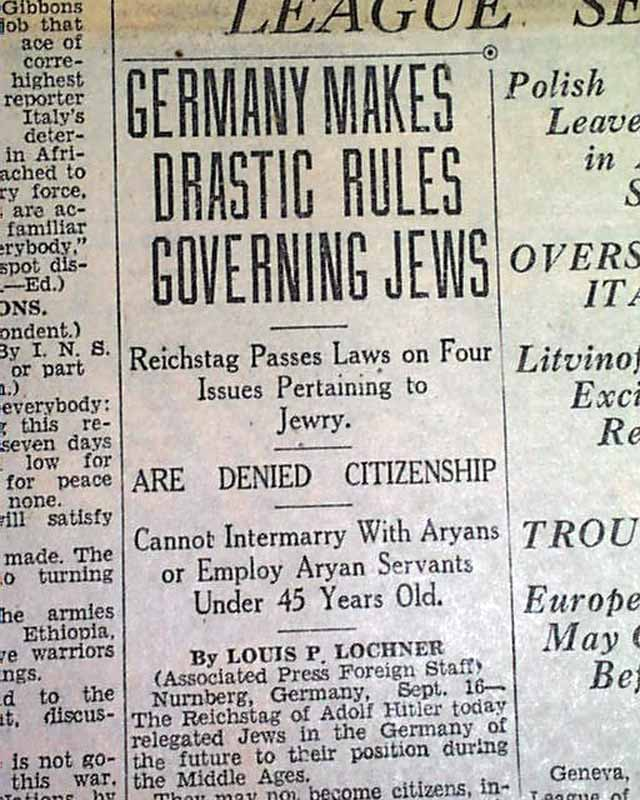 Gibbons
job that
ace of
corre-
highest
reporter
Italy's
deter-
in Afri-
ached to
ry force,
are ac-
familiar
erybody,"
spot dis-
.—Ed.)
ONS.
ondent.)
By I. N. S.
or part
n.)
everybody:
this re-
seven days
low for
for peace
none.
will satisfy
made. The
turning
he armies
Ethiopia,
ve warriors
ngs.
d to the
t, discus-
is not go-
this war.
by
LEAGUE SE
GERMANY MAKES
DRASTIC RULES
GOVERNING JEWS
Reichstag Passes Laws on Four
Issues Pertaining to
Jewry.
ARE DENIED CITIZENSHIP
Cannot Intermarry With Aryans
or Employ Aryan Servants
Under 45 Years Old.
By LOUIS P. LOCHNER
(Associated Press Foreign Staff)
Nurnberg, Germany, Sept. 16—
The Reichstag of Adolf Hitler today
relegated Jews in the Germany of
the future to their position during
the Middle Ages.
They may not become citizens, in-
Polish
Leave
in
S
OVERS
ITA
Litvinof
Exci
Re
TROU
Europe
May
Bef
Geneva,
League of